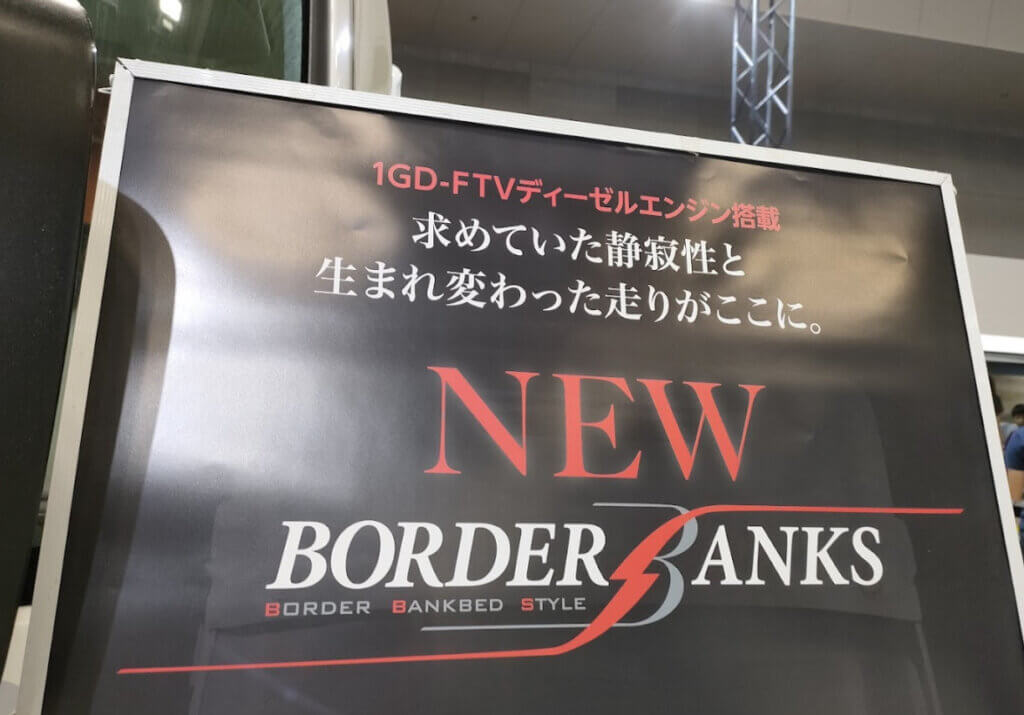 1GD-FTVディーゼルエンジン搭載
求めていた静寂性と
生まれ変わった走りがここに。
NEW
BORDER BANKS
BORDER BANKBED STYLE